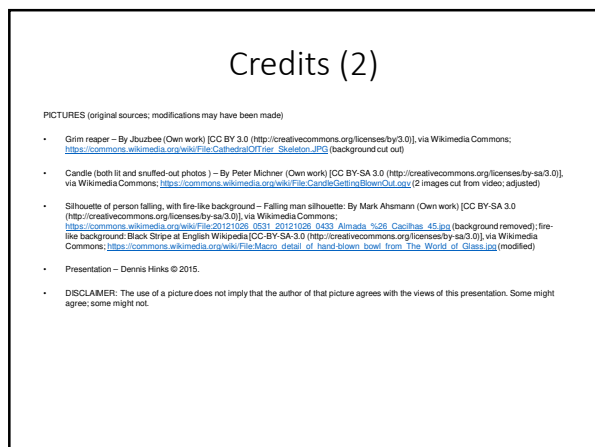 Credits (2)
PICTURES (original sources; modifications may have been made)
• Grim reaper – By Jbuzbee (Own work) [CC BY 3.0 (http://creativecommons.org/licenses/by/3.0)], via Wikimedia Commons;
https://commons.wikimedia.org/wiki/File:CathedralOfTrier_Skeleton.JPG (background cut out)
• Candle (both lit and snuffed-out photos ) – By Peter Michner (Own work) [CC BY-SA 3.0 (http://creativecommons.org/licenses/by-sa/3.0)],
via Wikimedia Commons; https://commons.wikimedia.org/wiki/File:CandleGettingBlownOut.ogv (2 images cut from video; adjusted)
• Silhouette of person falling, with fire-like background – Falling man silhouette: By Mark Ahsmann (Own work) [CC BY-SA 3.0
(http://creativecommons.org/licenses/by-sa/3.0)], via Wikimedia Commons;
https://commons.wikimedia.org/wiki/File:20121026_0531_20121026_0433_Almada_%26_Cacilhas_45.jpg (background removed); fire-
like background: Black Stripe at English Wikipedia [CC-BY-SA-3.0 (http://creativecommons.org/licenses/by-sa/3.0)], via Wikimedia
Commons; https://commons.wikimedia.org/wiki/File:Macro_detail_of_hand-blown_bowl_from_The_World_of_Glass.jpg (modified)
• Presentation – Dennis Hinks © 2015.
• DISCLAIMER: The use of a picture does not imply that the author of that picture agrees with the views of this presentation. Some might
agree; some might not.